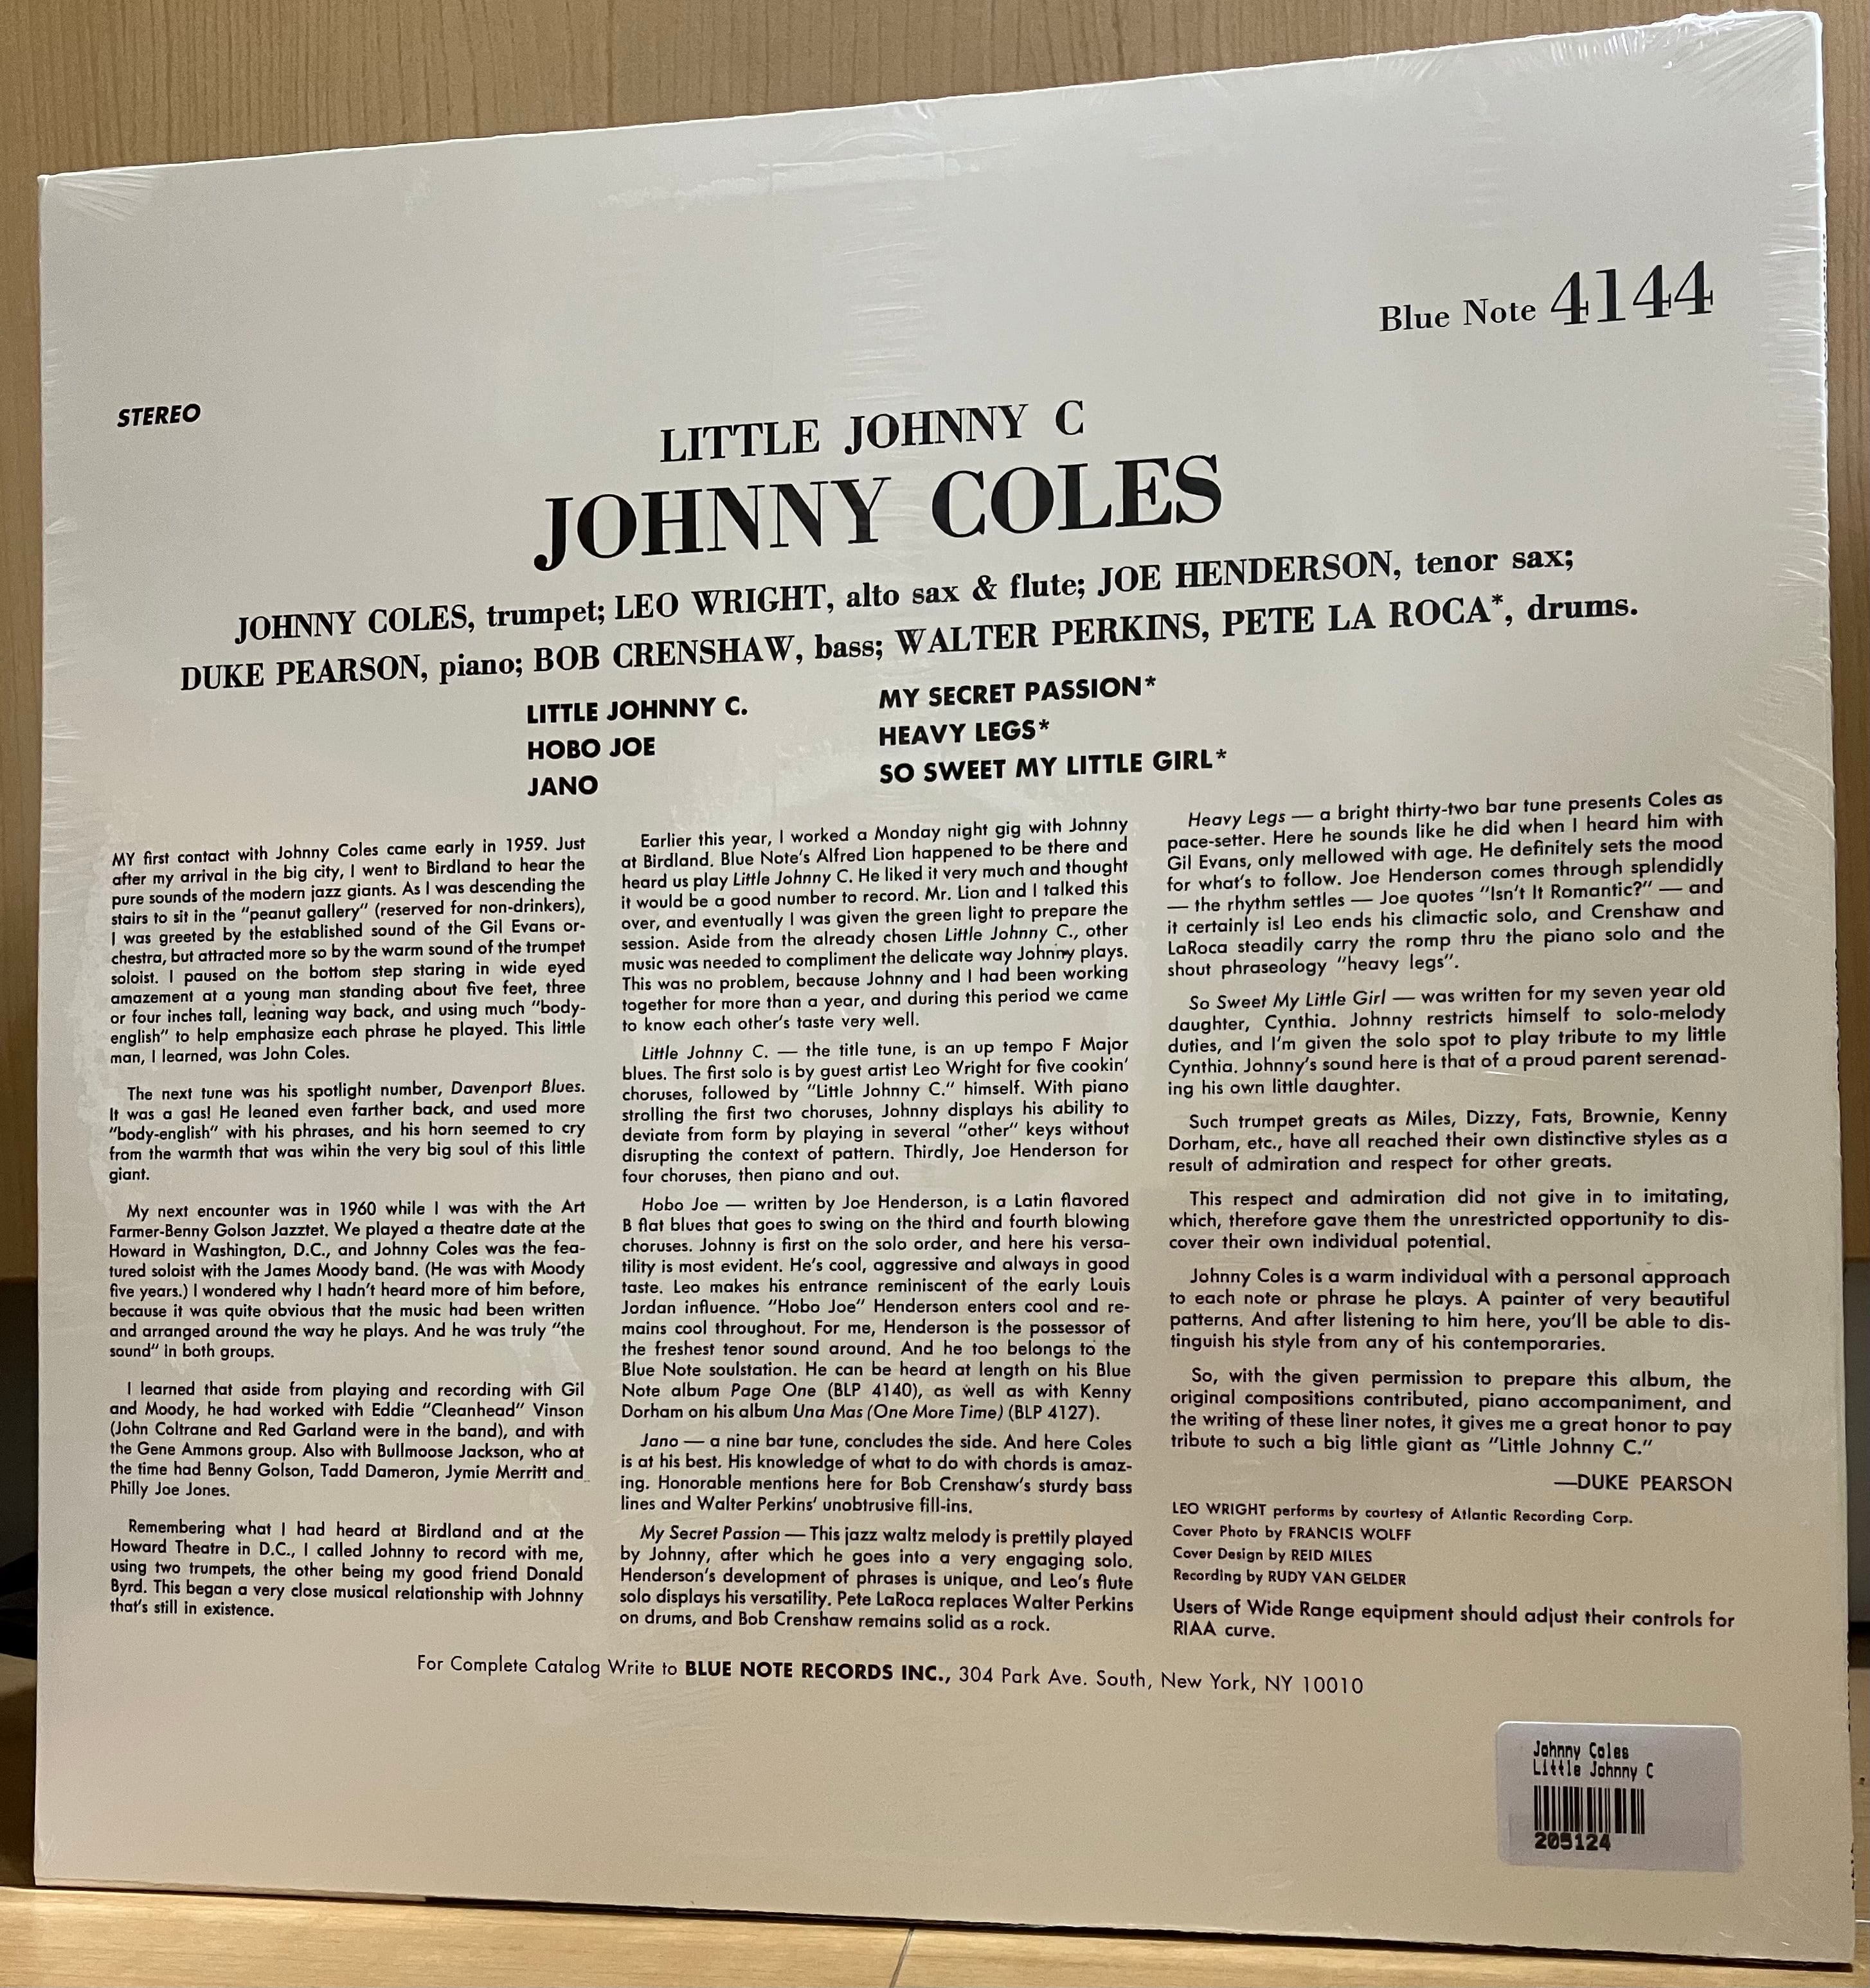 Blue Note 4144
STEREO
LITTLE JOHNNY C
JOHNNY COLES
JOHNNY COLES, trumpet; LEO WRIGHT, alto sax & flute; JOE HENDERSON, tenor sax;
DUKE PEARSON, piano; BOB CRENSHAW, bass; WALTER PERKINS, PETE LA ROCA*, drums.
LITTLE JOHNNY C.
HOBO JOE
JANO
MY SECRET PASSION*
HEAVY LEGS*
SO SWEET MY LITTLE GIRL*
MY first contact with Johnny Coles came early in 1959. Just
after my arrival in the big city, I went to Birdland to hear the
pure sounds of the modern jazz giants. As I was descending the
stairs to sit in the "peanut gallery" (reserved for non-drinkers),
I was greeted by the established sound of the Gil Evans or-
chestra, but attracted more so by the warm sound of the trumpet
soloist. I paused on the bottom step staring in wide eyed
amazement at a young man standing about five feet, three
or four inches tall, leaning way back, and using much "body-
english" to help emphasize each phrase he played. This little
man, I learned, was John Coles.
The next tune was his spotlight number, Davenport Blues.
It was a gas! He leaned even farther back, and used more
"body-english" with his phrases, and his horn seemed to cry
from the warmth that was wihin the very big soul of this little
giant.
My next encounter was in 1960 while I was with the Art
Farmer-Benny Golson Jazztet. We played a theatre date at the
Howard in Washington, D.C., and Johnny Coles was the fea-
tured soloist with the James Moody band. (He was with Moody
five years.) I wondered why I hadn't heard more of him before,
because it was quite obvious that the music had been written
and arranged around the way he plays. And he was truly "the
sound" in both groups.
I learned that aside from playing and recording with Gil
and Moody, he had worked with Eddie "Cleanhead" Vinson
(John Coltrane and Red Garland were in the band), and with
the Gene Ammons group. Also with Bullmoose Jackson, who at
the time had Benny Golson, Tadd Dameron, Jymie Merritt and
Philly Joe Jones.
Remembering what I had heard at Birdland and at the
Howard Theatre in D.C., I called Johnny to record with me,
using two trumpets, the other being my good friend Donald
Byrd. This began a very close musical relationship with Johnny
that's still in existence.
Earlier this year, I worked a Monday night gig with Johnny
at Birdland. Blue Note's Alfred Lion happened to be there and
heard us play Little Johnny C. He liked it very much and thought
it would be a good number to record. Mr. Lion and I talked this
over, and eventually I was given the green light to prepare the
session. Aside from the already chosen Little Johnny C., other
music was needed to compliment the delicate way Johnny plays.
This was no problem, because Johnny and I had been working
together for more than a year, and during this period we came
to know each other's taste very well.
Little Johnny C. — the title tune, is an up tempo F Major
blues. The first solo is by guest artist Leo Wright for five cookin'
choruses, followed by "Little Johnny C." himself. With piano
strolling the first two choruses, Johnny displays his ability to
deviate from form by playing in several "other" keys without
disrupting the context of pattern. Thirdly, Joe Henderson for
four choruses, then piano and out.
Hobo Joe — written by Joe Henderson, is a Latin flavored
B flat blues that goes to swing on the third and fourth blowing
choruses. Johnny is first on the solo order, and here his versa-
tility is most evident. He's cool, aggressive and always in good
taste. Leo makes his entrance reminiscent of the early Louis
Jordan influence. "Hobo Joe" Henderson enters cool and re-
mains cool throughout. For me, Henderson is the possessor of
the freshest tenor sound around. And he too belongs to the
Blue Note soulstation. He can be heard at length on his Blue
Note album Page One (BLP 4140), as well as with Kenny
Dorham on his album Una Mas (One More Time) (BLP 4127).
Jano — a nine bar tune, concludes the side. And here Coles
is at his best. His knowledge of what to do with chords is amaz-
ing. Honorable mentions here for Bob Crenshaw's sturdy bass
lines and Walter Perkins' unobtrusive fill-ins.
My Secret Passion — This jazz waltz melody is prettily played
by Johnny, after which he goes into a very engaging solo.
Henderson's development of phrases is unique, and Leo's flute
solo displays his versatility. Pete LaRoca replaces Walter Perkins
on drums, and Bob Crenshaw remains solid as a rock.
Heavy Legs — a bright thirty-two bar tune presents Coles as
pace-setter. Here he sounds like he did when I heard him with
Gil Evans, only mellowed with age. He definitely sets the mood
for what's to follow. Joe Henderson comes through splendidly
— the rhythm settles — Joe quotes "Isn't It Romantic?" — and
it certainly is! Leo ends his climactic solo, and Crenshaw and
LaRoca steadily carry the romp thru the piano solo and the
shout phraseology "heavy legs".
So Sweet My Little Girl — was written for my seven year old
daughter, Cynthia. Johnny restricts himself to solo-melody
duties, and I'm given the solo spot to play tribute to my little
Cynthia. Johnny's sound here is that of a proud parent serenad-
ing his own little daughter.
Such trumpet greats as Miles, Dizzy, Fats, Brownie, Kenny
Dorham, etc., have all reached their own distinctive styles as a
result of admiration and respect for other greats.
This respect and admiration did not give in to imitating,
which, therefore gave them the unrestricted opportunity to dis-
cover their own individual potential.
Johnny Coles is a warm individual with a personal approach
to each note or phrase he plays. A painter of very beautiful
patterns. And after listening to him here, you'll be able to dis-
tinguish his style from any of his contemporaries.
So, with the given permission to prepare this album, the
original compositions contributed, piano accompaniment, and
the writing of these liner notes, it gives me a great honor to pay
tribute to such a big little giant as "Little Johnny C."
—DUKE PEARSON
LEO WRIGHT performs by courtesy of Atlantic Recording Corp.
Cover Photo by FRANCIS WOLFF
Cover Design by REID MILES
Recording by RUDY VAN GELDER
Users of Wide Range equipment should adjust their controls for
RIAA curve.
For Complete Catalog Write to BLUE NOTE RECORDS INC., 304 Park Ave. South, New York, NY 10010
Johnny Coles
Little Johnny C
205124